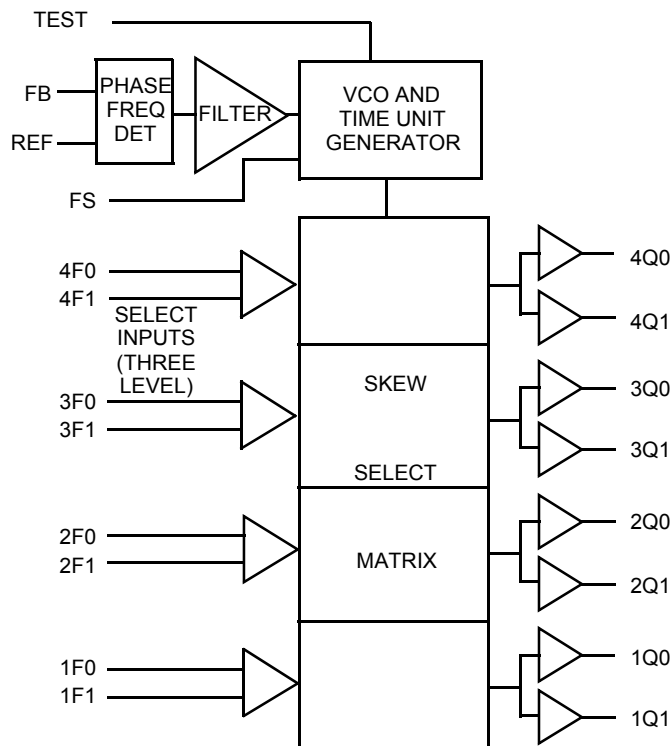 TEST
FB
REF
PHASE
FREQ
DET
FILTER
VCO AND
TIME UNIT
GENERATOR
FS
4F0
4F1
SELECT
INPUTS
(THREE
LEVEL)
3F0
3F1
2F0
2F1
1F0
1F1
SKEW
SELECT
MATRIX
4Q0
4Q1
3Q0
3Q1
2Q0
2Q1
1Q0
1Q1